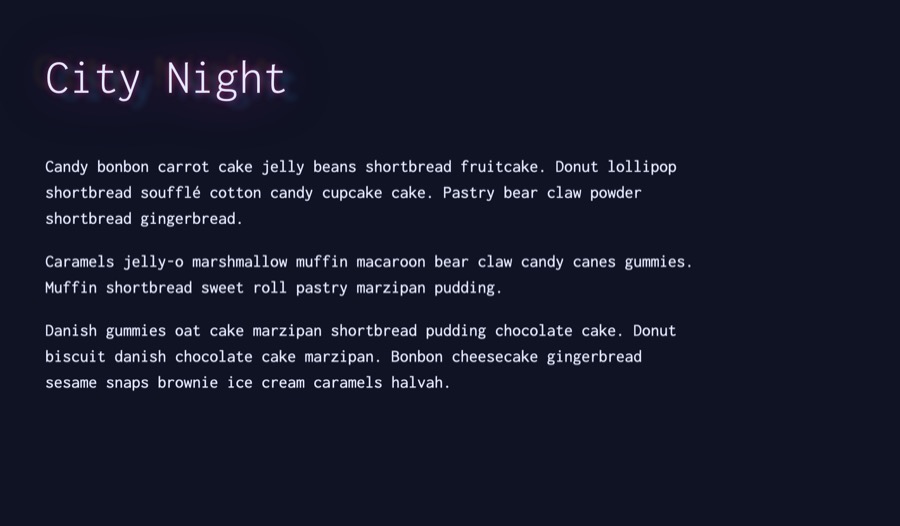 City Night
Candy bonbon carrot cake jelly beans shortbread fruitcake. Donut lollipop
shortbread soufflé cotton candy cupcake cake. Pastry bear claw powder
shortbread gingerbread.
Caramels jelly-o marshmallow muffin macaroon bear claw candy canes gummies.
Muffin shortbread sweet roll pastry marzipan pudding.
Danish gummies oat cake marzipan shortbread pudding chocolate cake. Donut
biscuit danish chocolate cake marzipan. Bonbon cheesecake gingerbread
sesame snaps brownie ice cream caramels halvah.